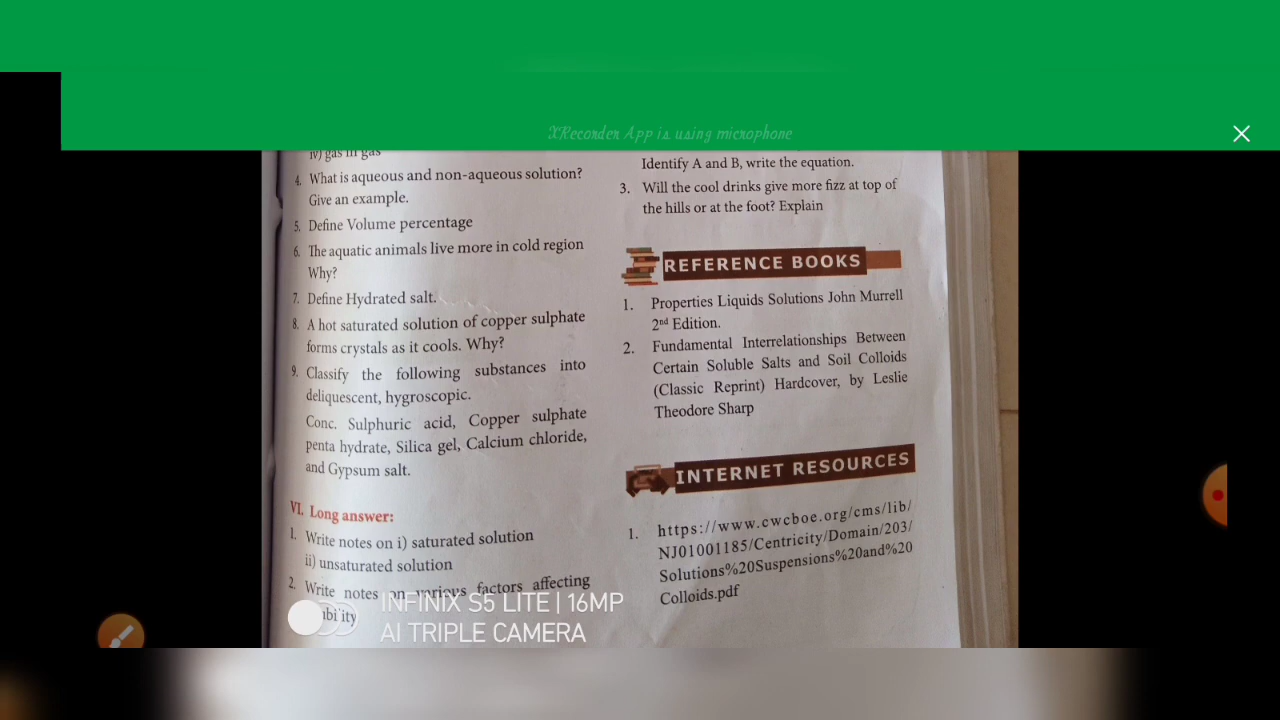 XRecorder App is using microphone
iv) gas in gas
4. What is aqueous and non-aqueous solution?
Give an example.
5. Define Volume percentage
6. The aquatic animals live more in cold region
Why?
7. Define Hydrated salt.
8. A hot saturated solution of copper sulphate
forms crystals as it cools. Why?
9. Classify the following substances into
deliquescent, hygroscopic.
Conc. Sulphuric acid, Copper sulphate
penta hydrate, Silica gel, Calcium chloride,
and Gypsum salt.
VI. Long answer:
1. Write notes on i) saturated solution
ii) unsaturated solution
2. Write notes on various factors affecting
Identify A and B, write the equation.
3. Will the cool drinks give more fizz at top of
the hills or at the foot? Explain
REFERENCE BOOKS
1. Properties Liquids Solutions John Murrell
2nd Edition.
2. Fundamental Interrelationships Between
Certain Soluble Salts and Soil Colloids
(Classic Reprint) Hardcover, by Leslie
Theodore Sharp
INTERNET RESOURCES
1. https://www.cwcboe.org/cms/lib/
NJ01001185/Centricity/Domain/203/
Solutions%20Suspensions%20and%20
Colloids.pdf
INFINIX S5 LITE | 16MP
AI TRIPLE CAMERA